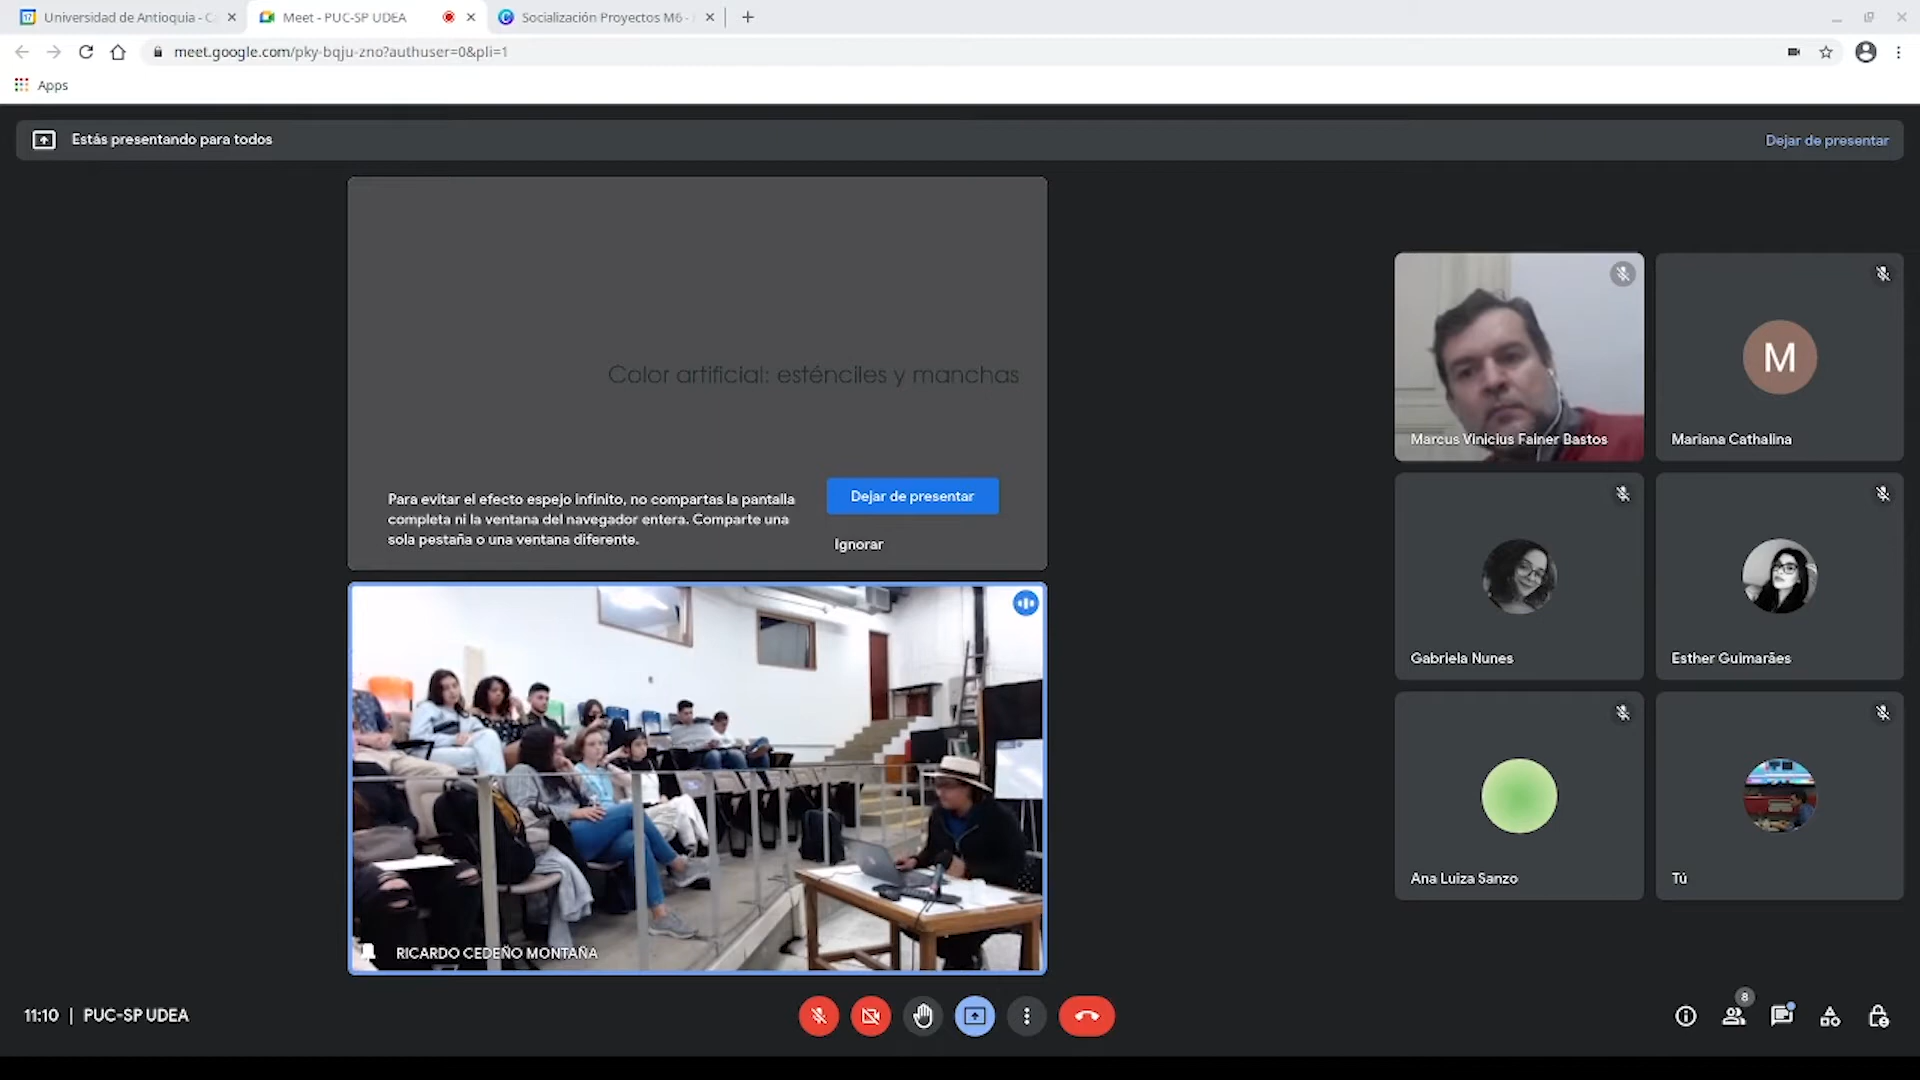 Universidad de Antioquia - C
Meet - PUC-SP UDEA
Socialización Proyectos M6 -
meet.google.com/pky-bqju-zno?authuser=0&pli=1
Apps
Estás presentando para todos
Dejar de presentar
Color artificial: esténciles y manchas
Para evitar el efecto espejo infinito, no compartas la pantalla
completa ni la ventana del navegador entera. Comparte una
sola pestaña o una ventana diferente.
Dejar de presentar
Ignorar
RICARDO CEDEÑO MONTAÑA
Marcus Vinicius Fainer Bastos
M
Mariana Cathalina
Gabriela Nunes
Esther Guimarães
Ana Luiza Sanzo
Tú
11:10 | PUC-SP UDEA
8